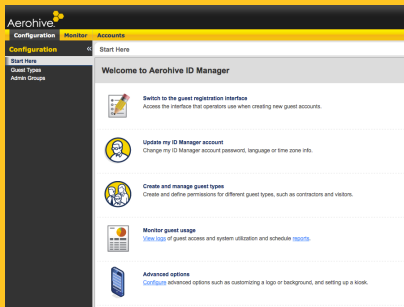 Aerohive.
Configuration Monitor Accounts
Configuration «
Start Here
Start Here
Guest Types
Admin Groups
Welcome to Aerohive ID Manager
Switch to the guest registration interface
Access the interface that operators use when creating new guest accounts.
Update my ID Manager account
Change my ID Manager account password, language or time zone info.
Create and manage guest types
Create and define permissions for different guest types, such as contractors and visitors.
Monitor guest usage
View logs of guest access and system utilization and schedule reports.
Advanced options
Configure advanced options such as customizing a logo or background, and setting up a kiosk.